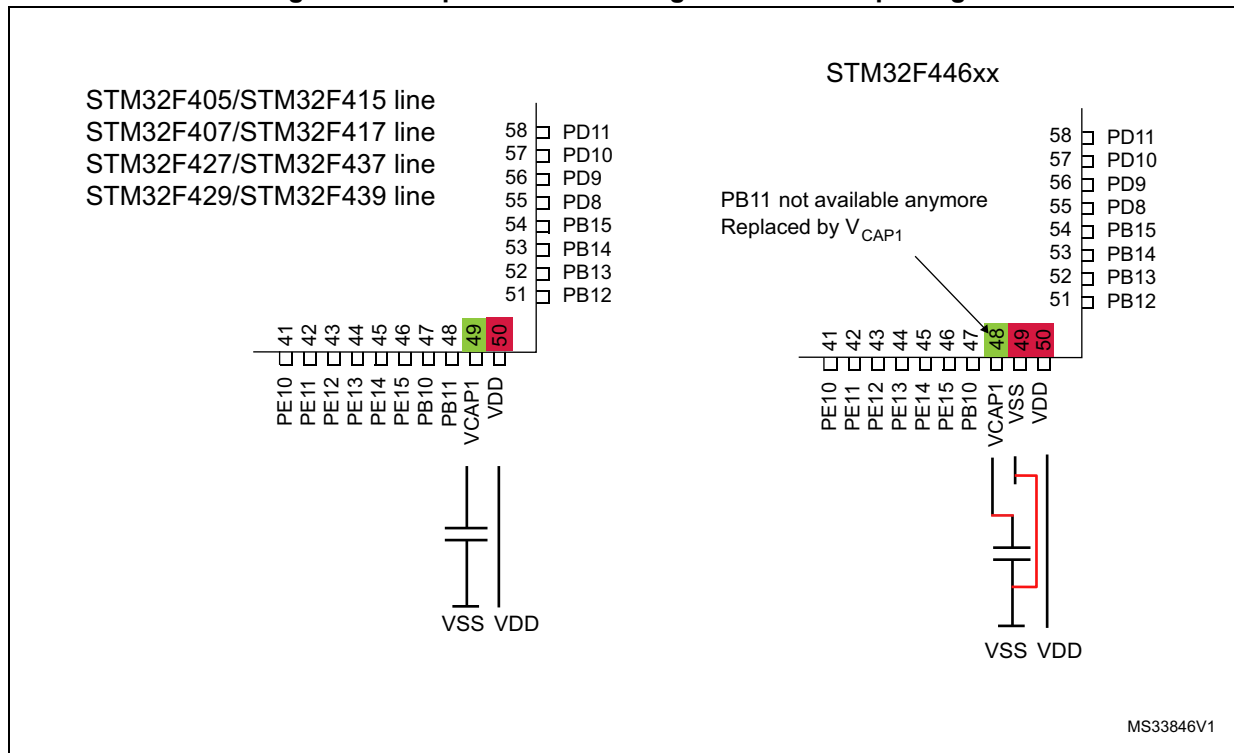 STM32F405/STM32F415 line
STM32F407/STM32F417 line
STM32F427/STM32F437 line
STM32F429/STM32F439 line
58 PD11
57 PD10
56 PD9
55 PD8
54 PB15
53 PB14
52 PB13
51 PB12
41 42 43 44 45 46 47 48 49 50
PE10 PE11 PE12 PE13 PE14 PE15 PB10 PB11 VCAP1 VDD
VSS VDD
STM32F446xx
PB11 not available anymore
Replaced by VCAP1
58 PD11
57 PD10
56 PD9
55 PD8
54 PB15
53 PB14
52 PB13
51 PB12
41 42 43 44 45 46 47 48 49 50
PE10 PE11 PE12 PE13 PE14 PE15 PB10 VCAP1 VSS VDD
VSS VDD
MS33846V1